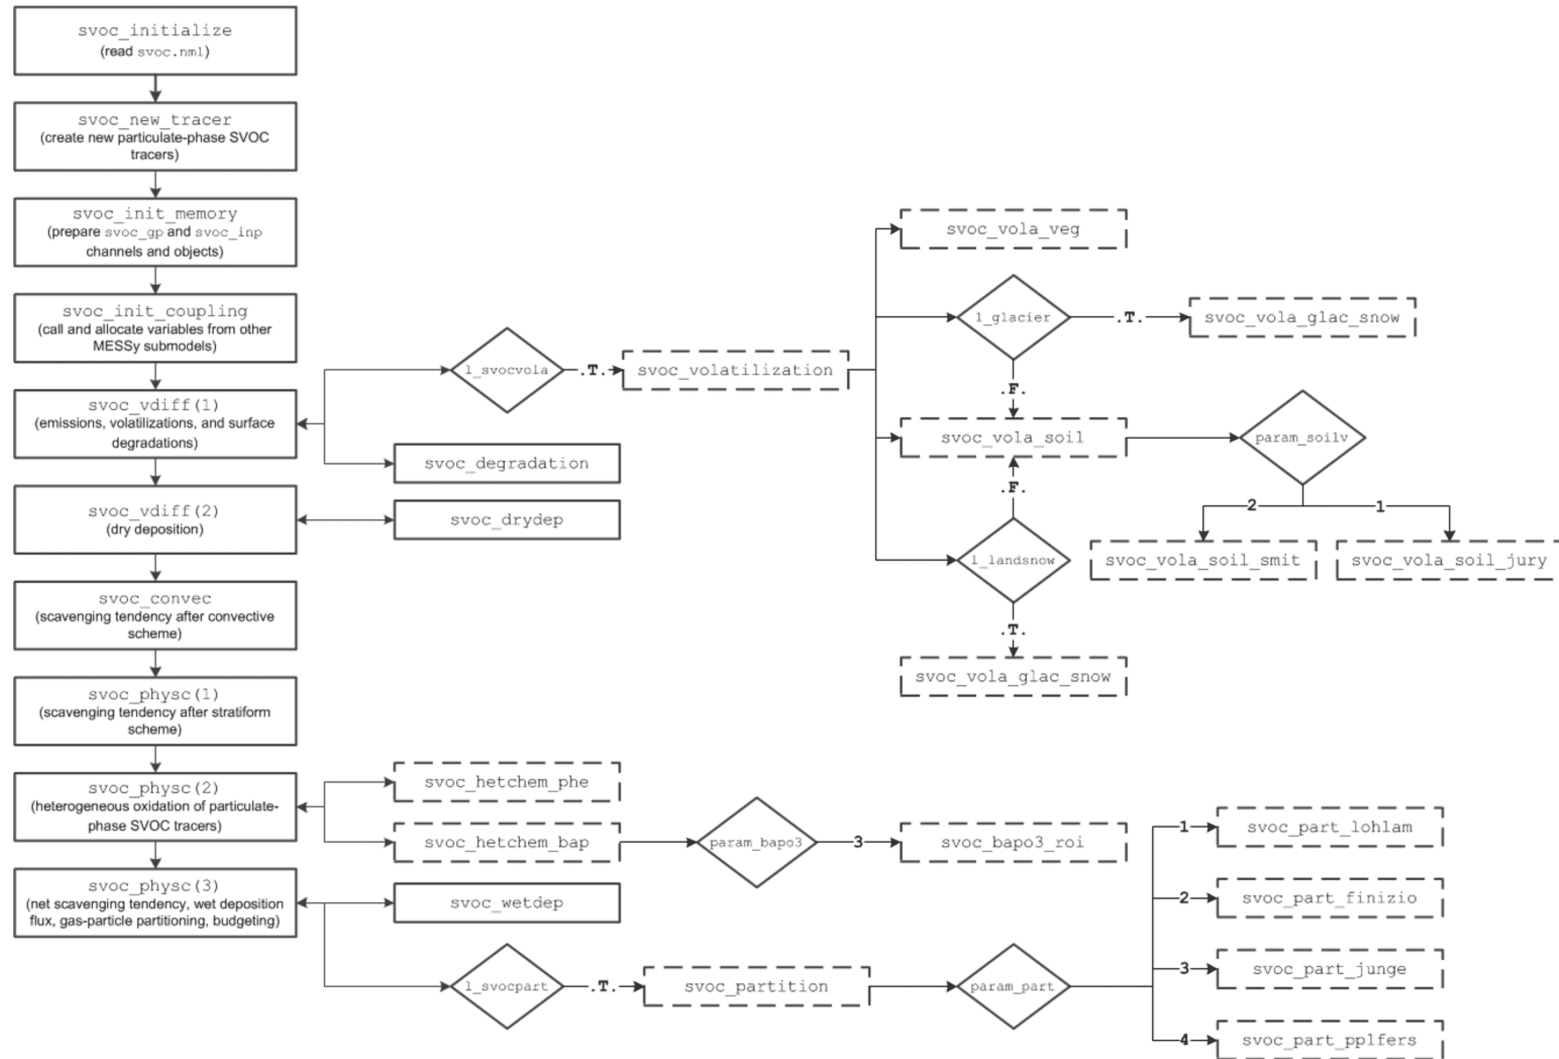 svoc_initialize
(read svoc.nml)
svoc_new_tracer
(create new particulate-phase SVOC
tracers)
svoc_init_memory
(prepare svoc_gp and svoc_inp
channels and objects)
svoc_init_coupling
(call and allocate variables from other
MESSy submodels)
svoc_vdiff(1)
(emissions, volatilizations, and surface
degradations)
svoc_vdiff(2)
(dry deposition)
svoc_convec
(scavenging tendency after convective
scheme)
svoc_physc(1)
(scavenging tendency after stratiform
scheme)
svoc_physc(2)
(heterogeneous oxidation of particulate-
phase SVOC tracers)
svoc_physc(3)
(net scavenging tendency, wet deposition
flux, gas-particle partitioning, budgeting)
l_svocvola
.T.
svoc_volatilization
svoc_degradation
svoc_drydep
svoc_vola_veg
l_glacier
.T.
svoc_vola_glac_snow
.F.
svoc_vola_soil
param_soilv
2
1
svoc_vola_soil_smit
svoc_vola_soil_jury
.F.
l_landsnow
.T.
svoc_vola_glac_snow
svoc_hetchem_phe
svoc_hetchem_bap
param_bapo3
3
svoc_bapo3_roi
svoc_wetdep
l_svocpart
.T.
svoc_partition
param_part
1
svoc_part_lohlam
2
svoc_part_finizio
3
svoc_part_junge
4
svoc_part_pplfers